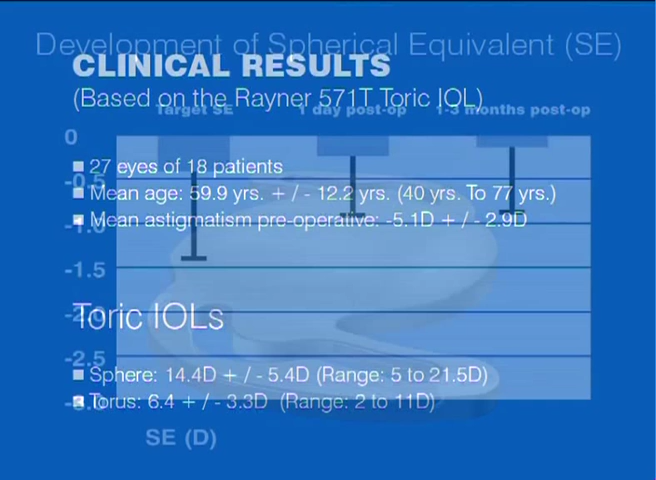 Development of Spherical Equivalent (SE)
CLINICAL RESULTS
(Based on the Rayner 571T Toric IOL)
Target SE 1 day post-op 1-3 months post-op
0
27 eyes of 18 patients
-0.5
Mean age: 59.9 yrs. + / - 12.2 yrs. (40 yrs. To 77 yrs.)
Mean astigmatism pre-operative: -5.1D + / - 2.9D
-1.0
-1.5
Toric IOLs
-2.0
-2.5
Sphere: 14.4D + / - 5.4D (Range: 5 to 21.5D)
Torus: 6.4 + / - 3.3D (Range: 2 to 11D)
SE (D)